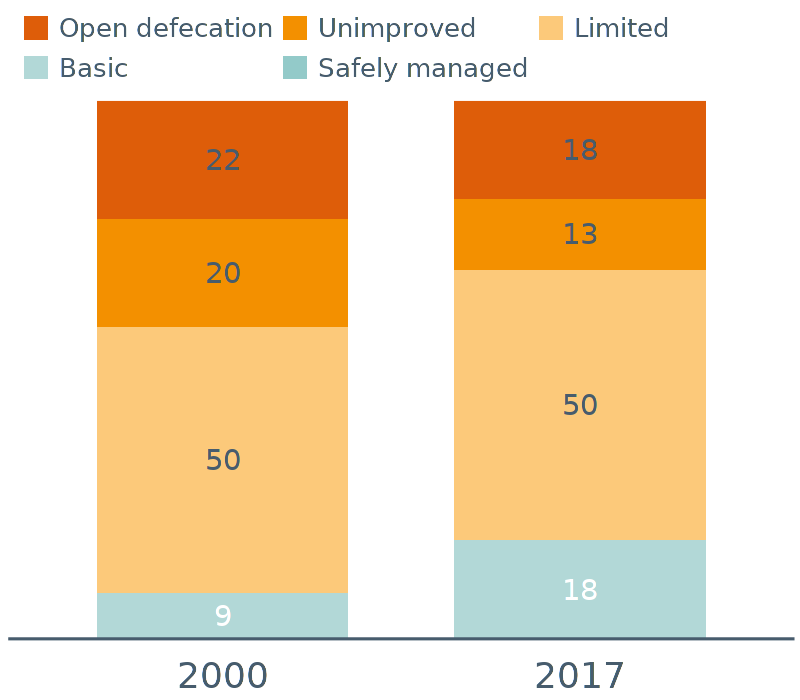 Open defecation Unimproved Limited
Basic Safely managed
22 18
20 13
50 50
9 18
2000 2017